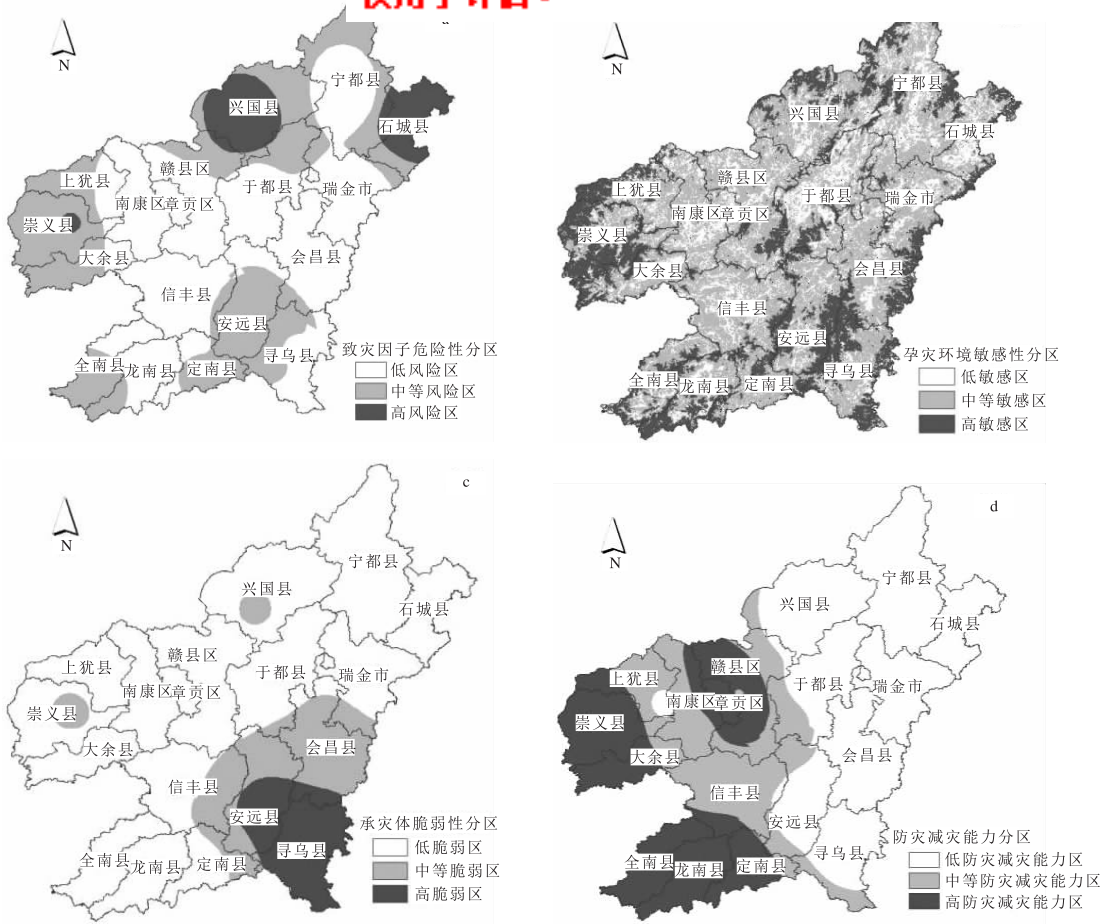 N
宁都县
兴国县
石城县
赣县区
上犹县
于都县
瑞金市
南康区
章贡区
崇义县
大余县
会昌县
信丰县
安远县
寻乌县
全南县
龙南县
定南县
致灾因子危险性分区
低风险区
中等风险区
高风险区
N
宁都县
兴国县
石城县
赣县区
上犹县
于都县
瑞金市
南康区章贡区
崇义县
大余县
会昌县
信丰县
安远县
寻乌县
全南县
龙南县
定南县
孕灾环境敏感性分区
低敏感区
中等敏感区
高敏感区
c
N
宁都县
兴国县
石城县
赣县区
上犹县
于都县
瑞金市
南康区章贡区
崇义县
大余县
会昌县
信丰县
安远县
寻乌县
全南县
龙南县
定南县
承灾体脆弱性分区
低脆弱区
中等脆弱区
高脆弱区
d
N
宁都县
兴国县
石城县
赣县区
上犹县
于都县
瑞金市
南康区章贡区
崇义县
大余县
会昌县
信丰县
安远县
寻乌县
全南县
龙南县
定南县
防灾减灾能力分区
低防灾减灾能力区
中等防灾减灾能力区
高防灾减灾能力区